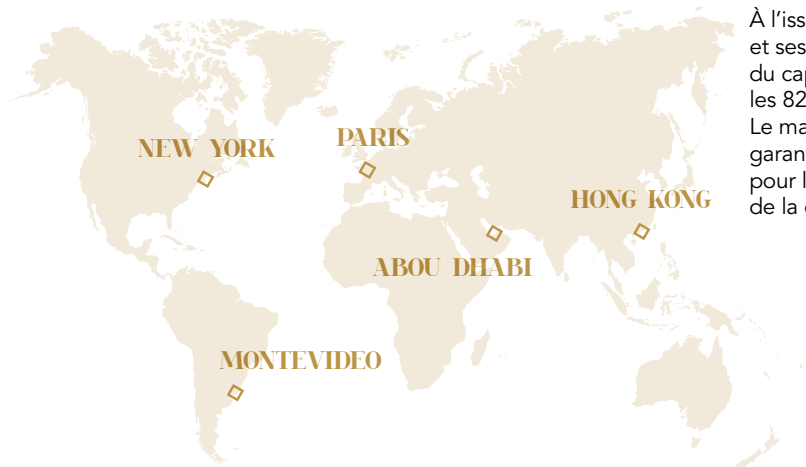 NEW YORK
PARIS
HONG KONG
ABOU DHABI
MONTEVIDEO
À l’iss
et ses
du cap
les 82
Le ma
garan
pour l
de la